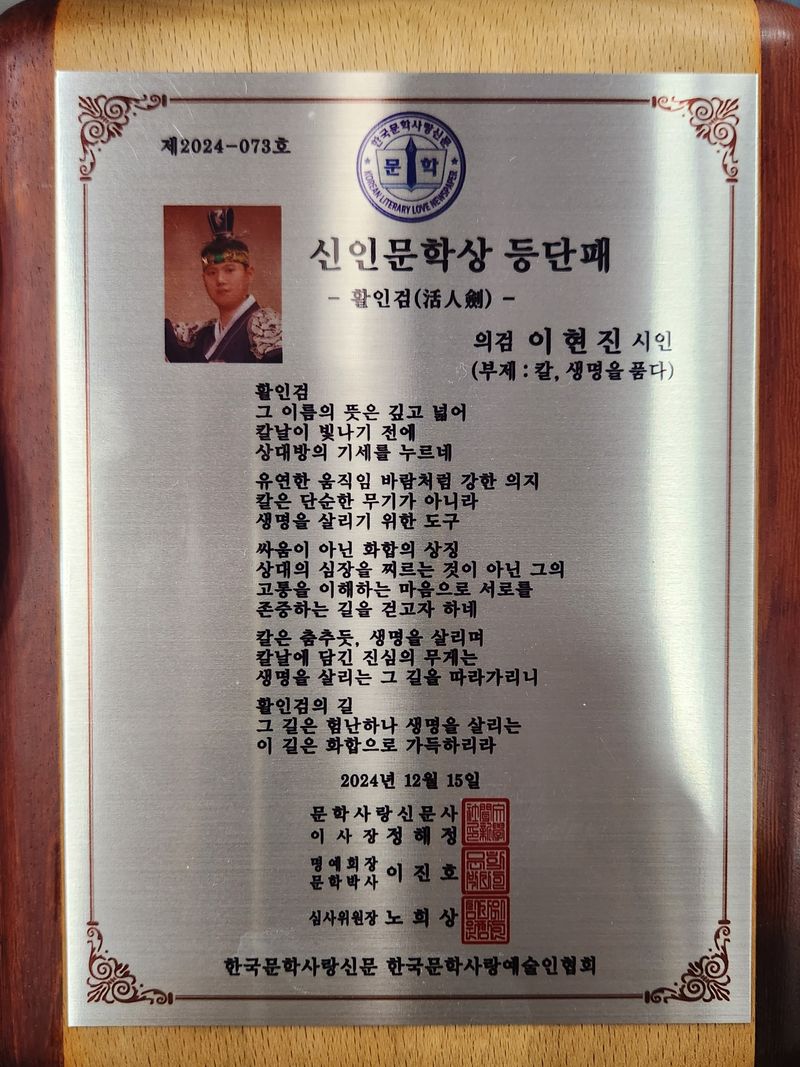 제2024-073호
한국문학사랑신문
문학
KOREAN LITERARY LOVE NEWSPAPER
신인문학상 등단패
- 활인검(活人劍) -
의검 이현진 시인
(부제 : 칼, 생명을 품다)
활인검
그 이름의 뜻은 깊고 넓어
칼날이 빛나기 전에
상대방의 기세를 누르네
유연한 움직임 바람처럼 강한 의지
칼은 단순한 무기가 아니라
생명을 살리기 위한 도구
싸움이 아닌 화합의 상징
상대의 심장을 찌르는 것이 아닌 그의
고통을 이해하는 마음으로 서로를
존중하는 길을 걷고자 하네
칼은 춤추듯, 생명을 살리며
칼날에 담긴 진심의 무게는
생명을 살리는 그 길을 따라가리니
활인검의 길
그 길은 험난하나 생명을 살리는
이 길은 화합으로 가득하리라
2024년 12월 15일
문학사랑신문사
이사장 정해정
명예회장
문학박사 이진호
심사위원장 노희상
한국문학사랑신문 한국문학사랑예술인협회